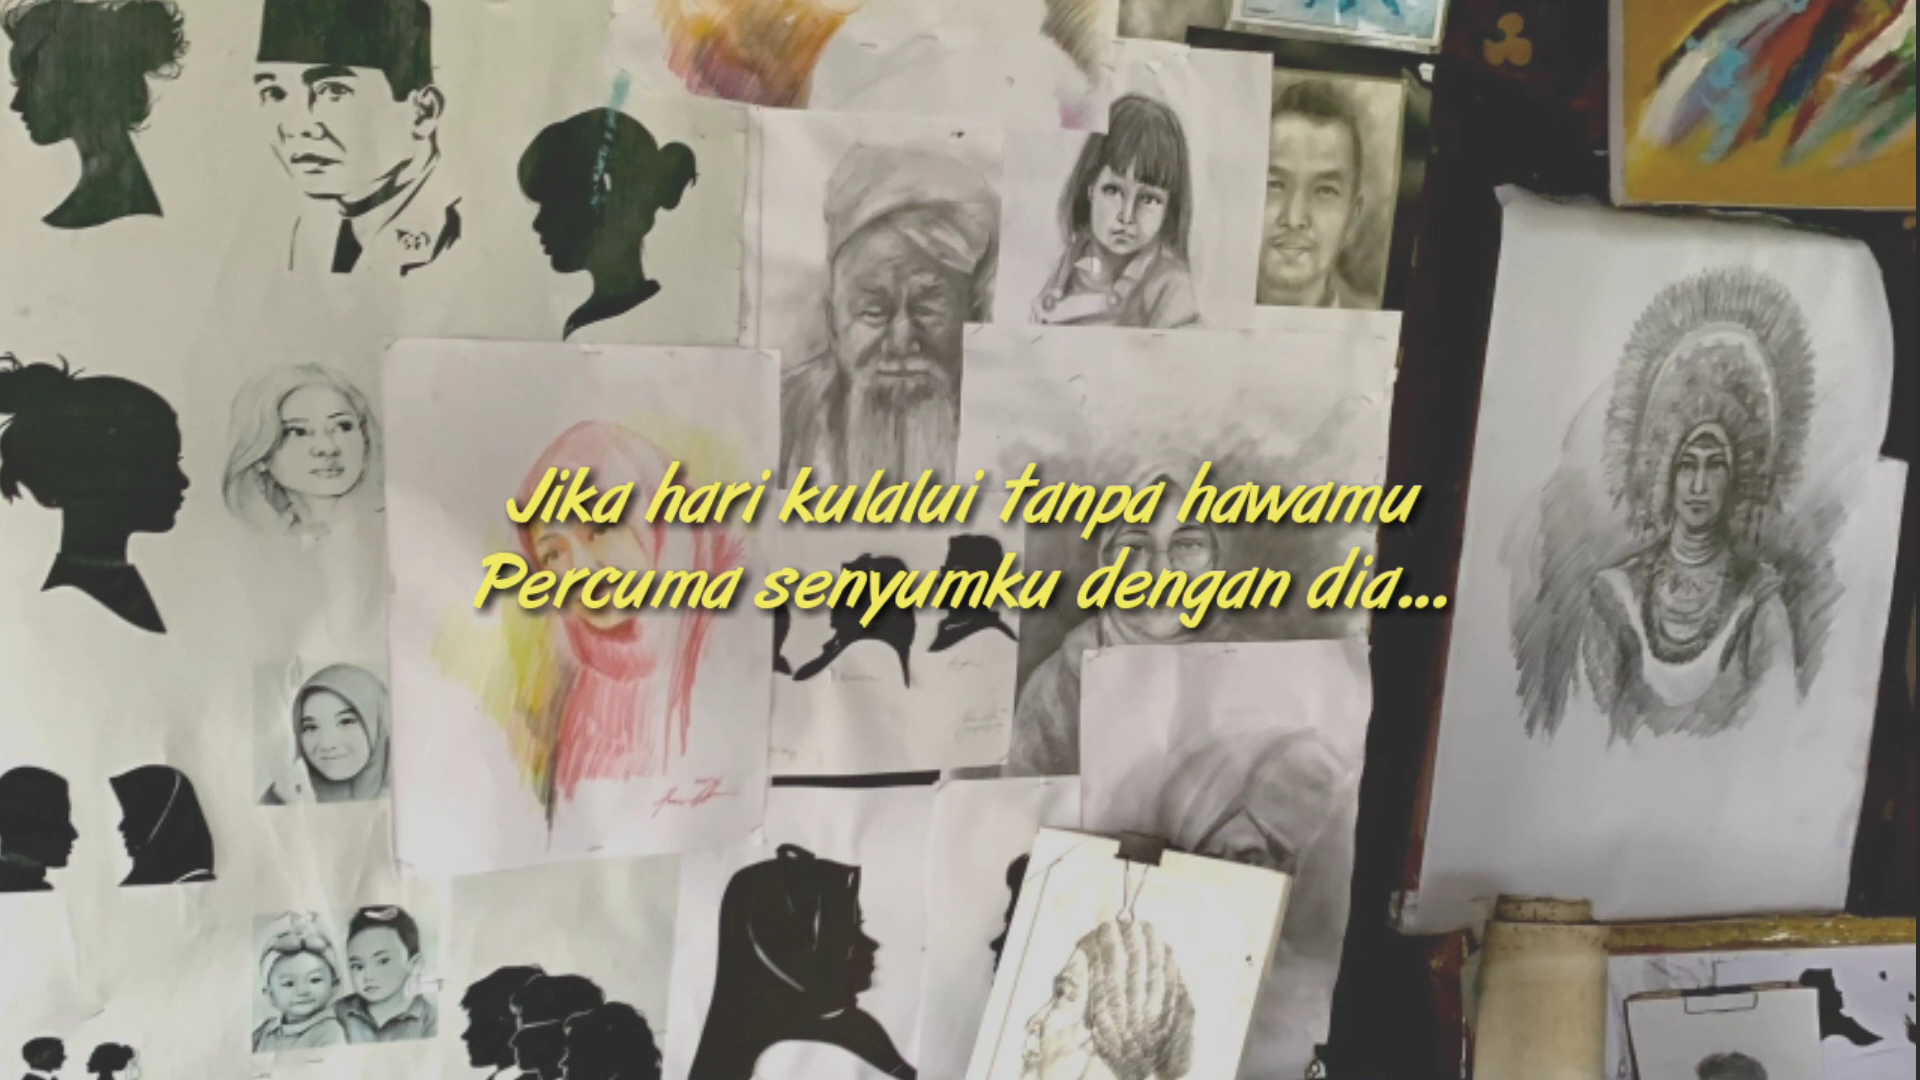 Jika hari kulalui tanpa hawamu
Percuma senyumku dengan dia...